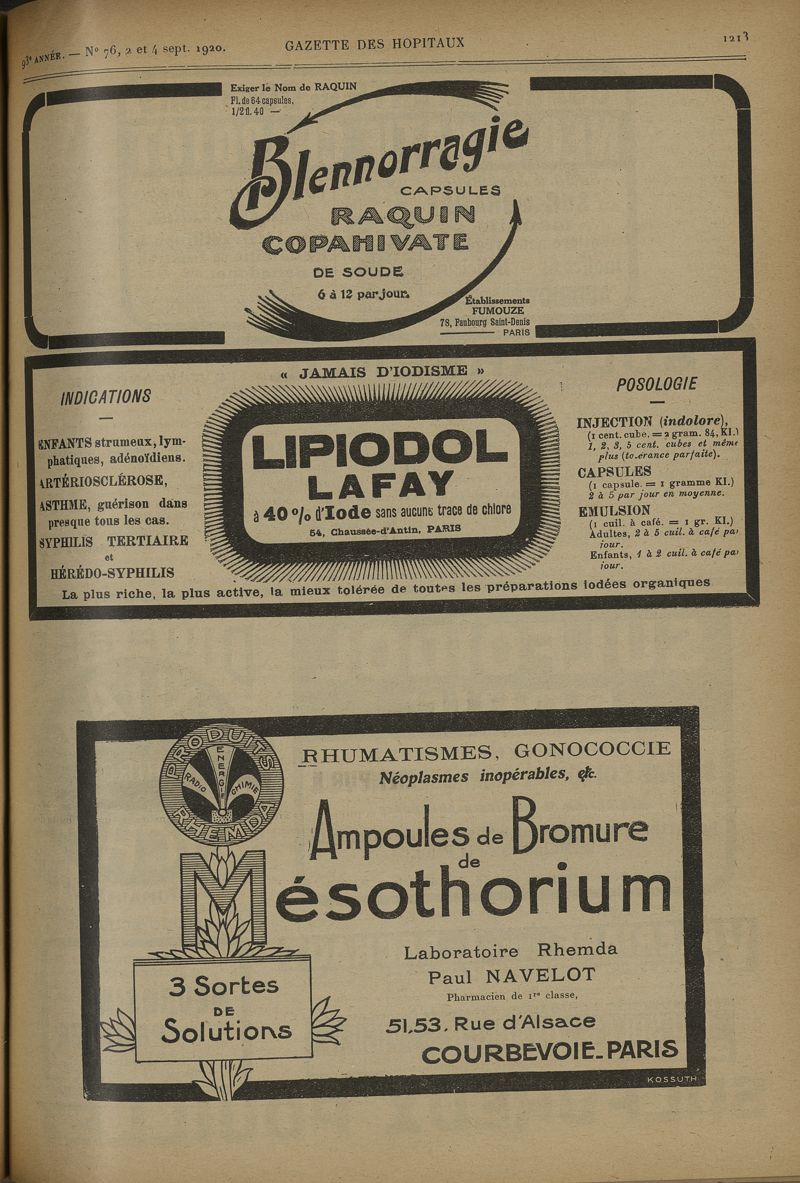 93e ANNÉE. — No 76, 2 et 4 sept. 1920.
GAZETTE DES HOPITAUX
1213
Exiger le Nom de RAQUIN
Fl. de 64 capsules,
1/2 fl. 40 —
Blennorragie
CAPSULES
RAQUIN
COPAHIVATE
DE SOUDE
6 à 12 par jour.
Établissements
FUMOUZE
78, Faubourg Saint-Denis
PARIS
« JAMAIS D'IODISME »
INDICATIONS
ENFANTS strumeux, lym-
phatiques, adénoïdiens.
ARTÉRIOSCLÉROSE,
ASTHME, guérison dans
presque tous les cas.
SYPHILIS TERTIAIRE
et
HÉRÉDO-SYPHILIS
LIPIODOL
LAFAY
à 40 % d'Iode sans aucune trace de chlore
54, Chaussée-d'Antin, PARIS
POSOLOGIE
INJECTION (indolore),
(1 cent. cube. = 2 gram. 84, KI.)
1, 2, 3, 5 cent. cubes et même
plus (tolérance parfaite).
CAPSULES
(1 capsule. = 1 gramme KI.)
2 à 5 par jour en moyenne.
EMULSION
(1 cuil. à café. = 1 gr. KI.)
Adultes, 2 à 5 cuil. à café par
jour.
Enfants, 1 à 2 cuil. à café par
jour.
La plus riche, la plus active, la mieux tolérée de toutes les préparations iodées organiques
PRODUITS
RHEMDA
RADIO
ENERGIE
CHIMIE
RHUMATISMES, GONOCOCCIE
Néoplasmes inopérables, etc.
Ampoules de Bromure
de
Mésothorium
3 Sortes
DE
Solutions
Laboratoire Rhemda
Paul NAVELOT
Pharmacien de 1re classe,
51,53, Rue d'Alsace
COURBEVOIE-PARIS
KOSSUTH